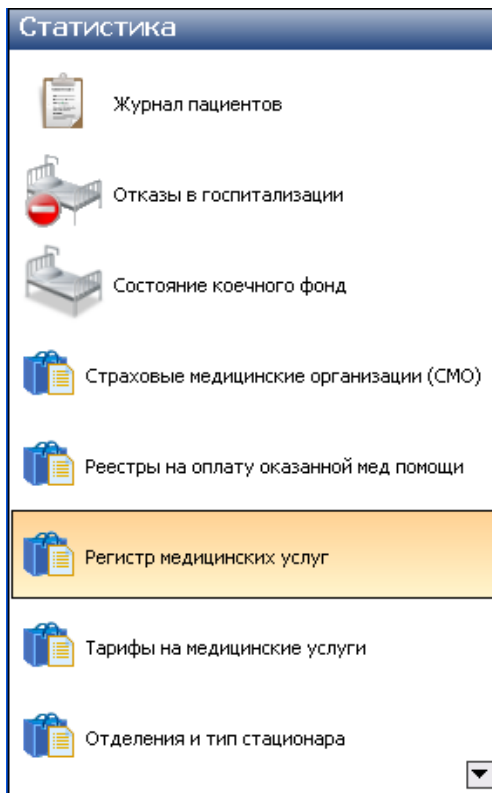 Статистика
Журнал пациентов
Отказы в госпитализации
Состояние коечного фонд
Страховые медицинские организации (СМО)
Реестры на оплату оказанной мед помощи
Регистр медицинских услуг
Тарифы на медицинские услуги
Отделения и тип стационара